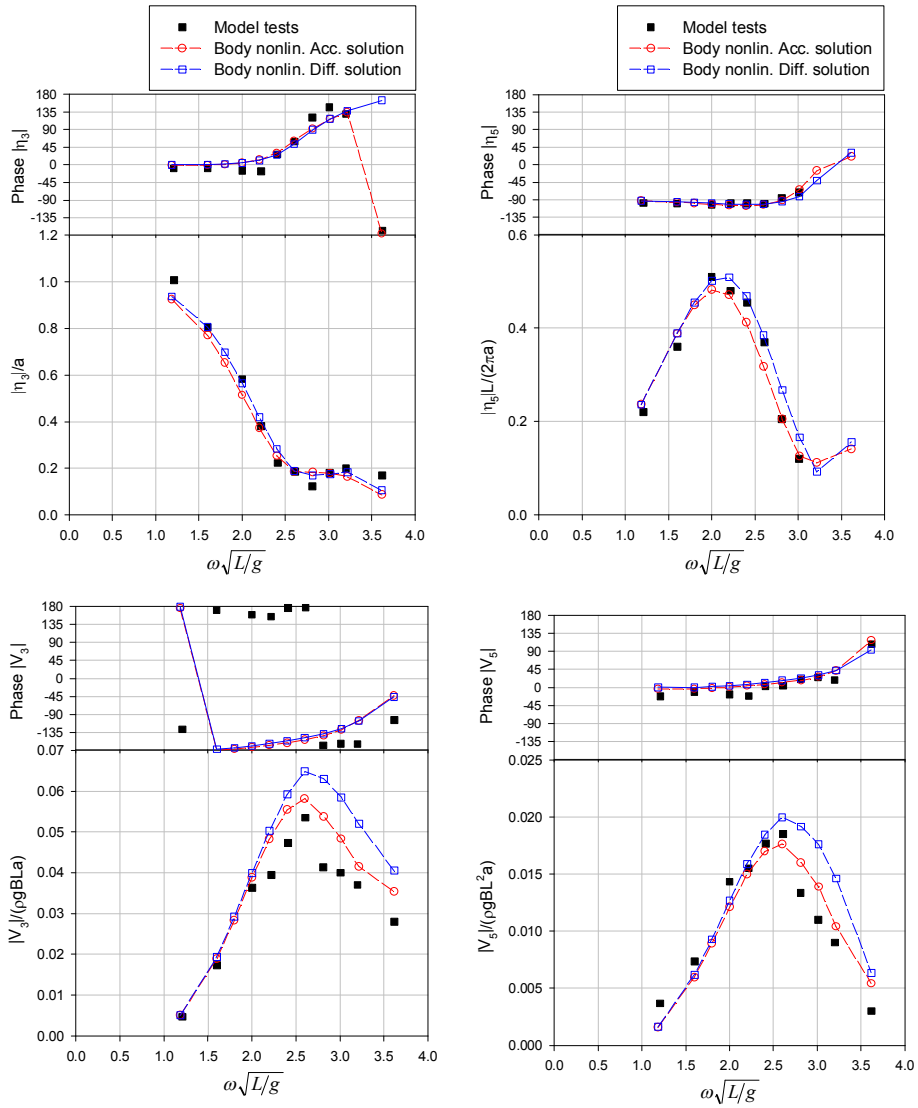 Model tests
Body nonlin. Acc. solution
Body nonlin. Diff. solution
Phase |η₃|
180
135
90
45
0
-45
-90
-135
1.2
1.0
0.8
0.6
0.4
0.2
0.0
|η₃|/a
0.0 0.5 1.0 1.5 2.0 2.5 3.0 3.5 4.0
ω√L/g
Model tests
Body nonlin. Acc. solution
Body nonlin. Diff. solution
Phase |η₅|
180
135
90
45
0
-45
-90
-135
0.6
0.4
0.2
0.0
|η₅|L/(2πa)
0.0 0.5 1.0 1.5 2.0 2.5 3.0 3.5 4.0
ω√L/g
Phase |V₃|
180
135
90
45
0
-45
-90
-135
0.07
0.06
0.05
0.04
0.03
0.02
0.01
0.00
|V₃|/(ρgBLa)
0.0 0.5 1.0 1.5 2.0 2.5 3.0 3.5 4.0
ω√L/g
Phase |V₅|
180
135
90
45
0
-45
-90
-135
0.025
0.020
0.015
0.010
0.005
0.000
|V₅|/(ρgBL²a)
0.0 0.5 1.0 1.5 2.0 2.5 3.0 3.5 4.0
ω√L/g